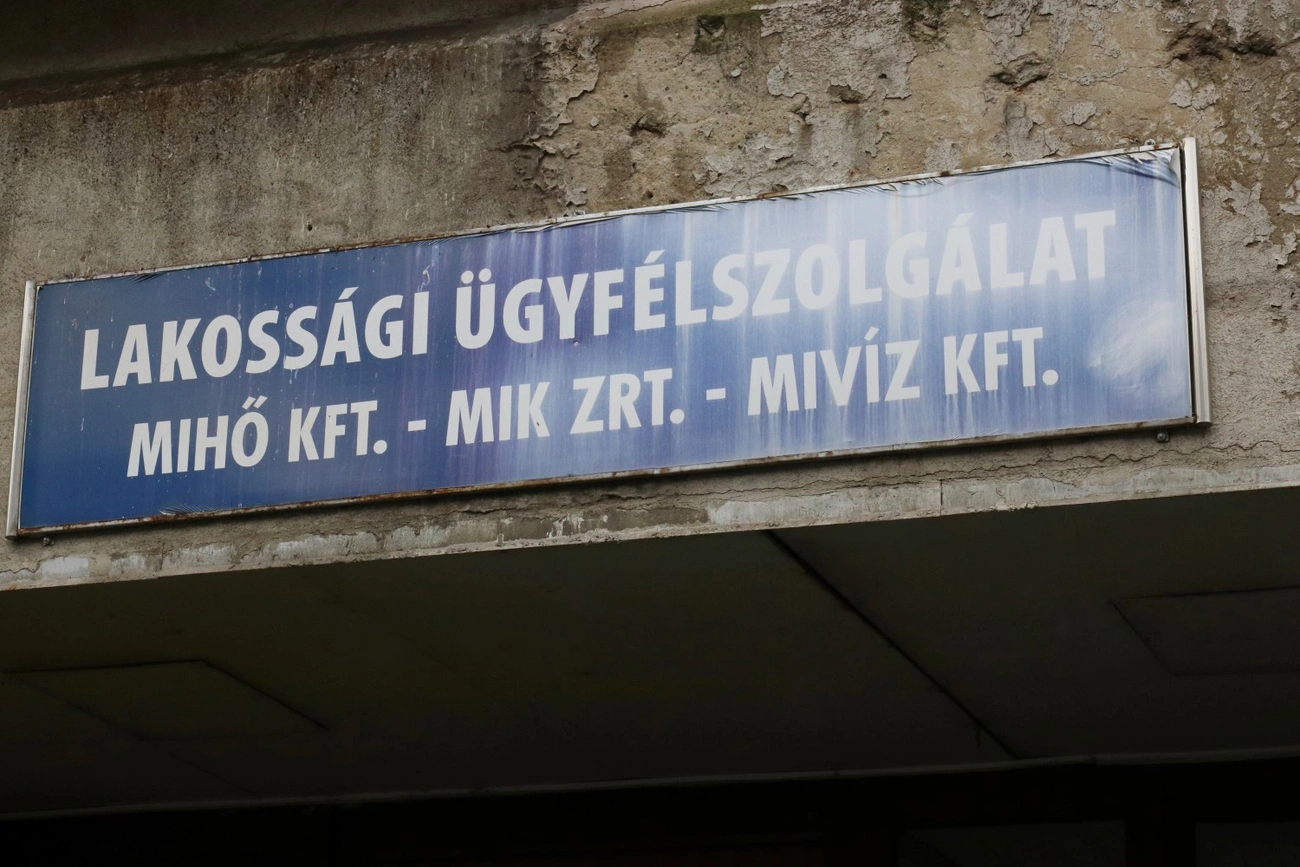 LAKOSSÁGI ÜGYFÉLSZOLGÁLAT
MIHŐ KFT. - MIK ZRT. - MIVÍZ KFT.